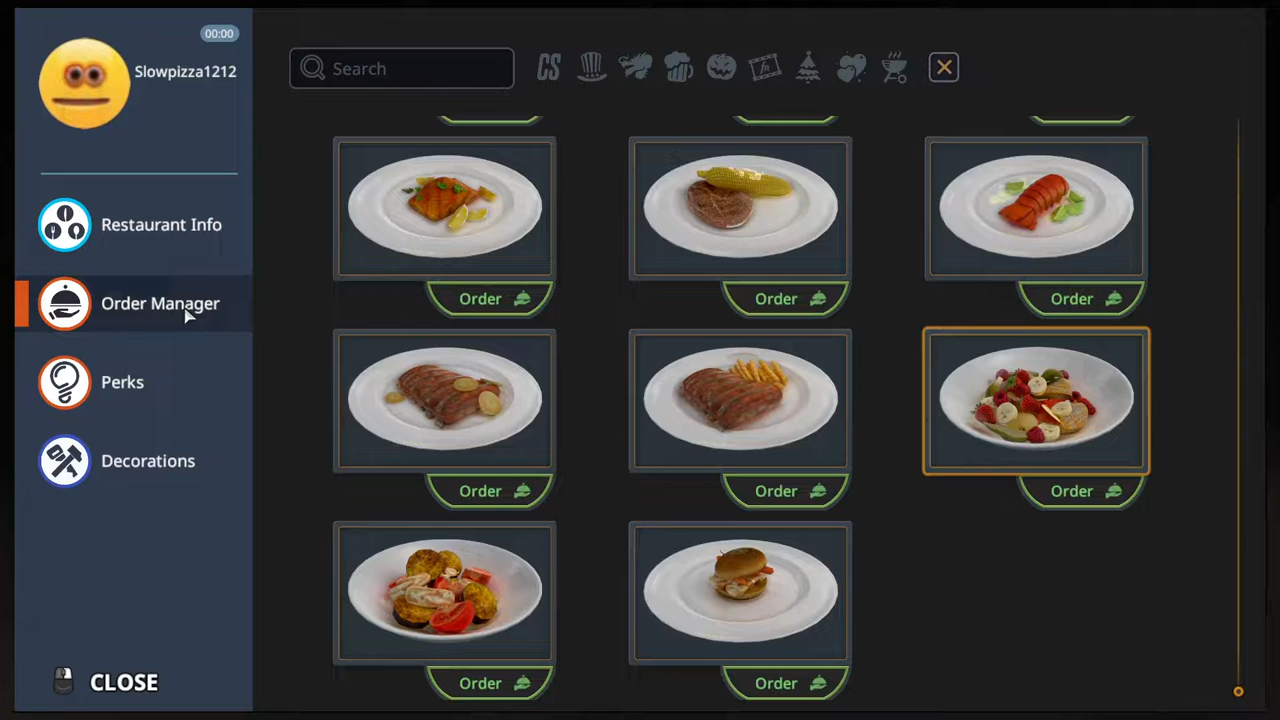 00:00
Slowpizza1212
Search
CS
Restaurant Info
Order Manager
Perks
Decorations
CLOSE
Order
Order
Order
Order
Order
Order
Order
Order